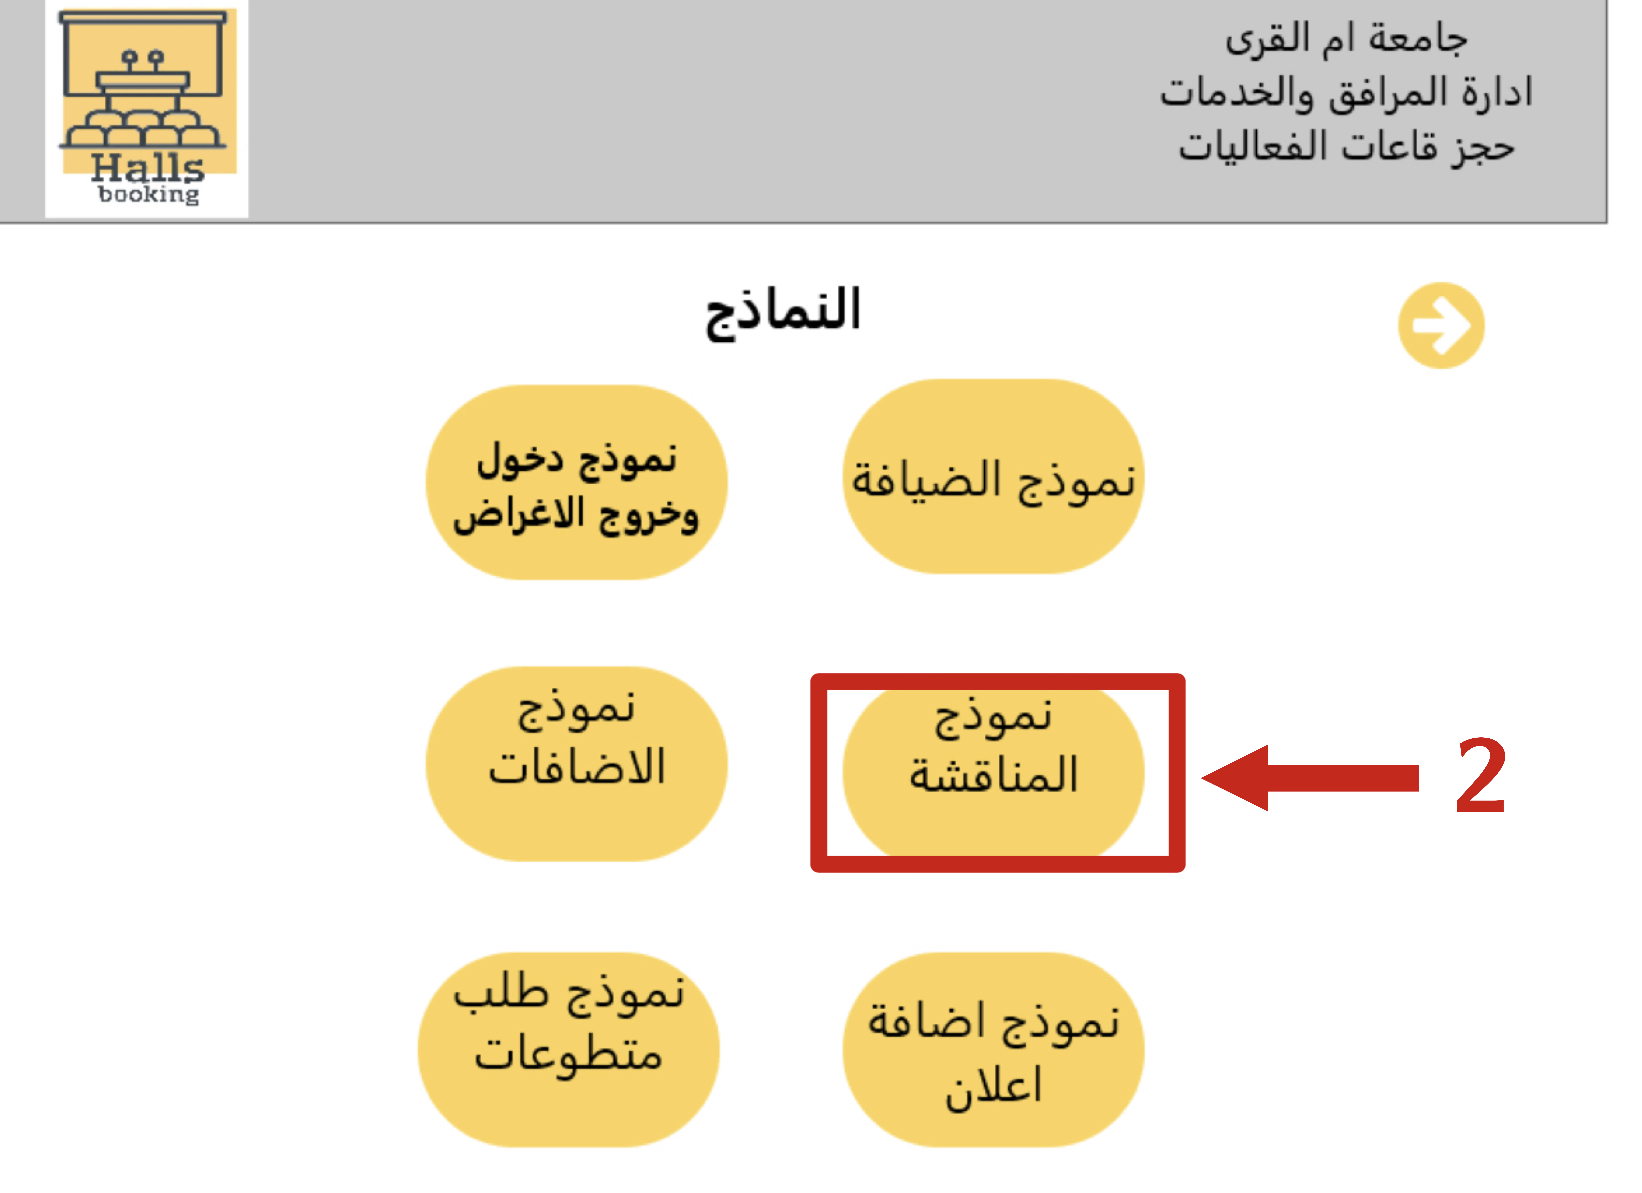 جامعة ام القرى
ادارة المرافق والخدمات
حجز قاعات الفعاليات
Halls
booking
النماذج
نموذج الضيافة
نموذج دخول
وخروج الاغراض
نموذج
المناقشة
2
نموذج
الاضافات
نموذج اضافة
اعلان
نموذج طلب
متطوعات